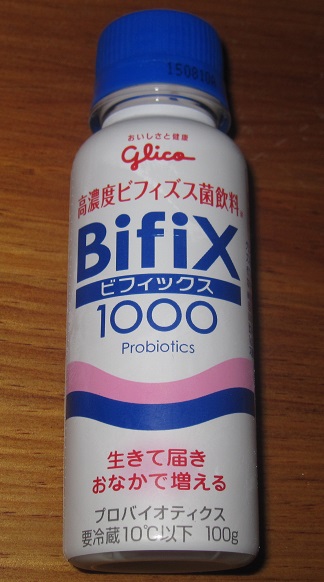 おいしさと健康
glico
高濃度ビフィズス菌飲料
BifiX
ビフィックス
1000
Probiotics
生きて届き
おなかで増える
プロバイオティクス
要冷蔵10℃以下 100g